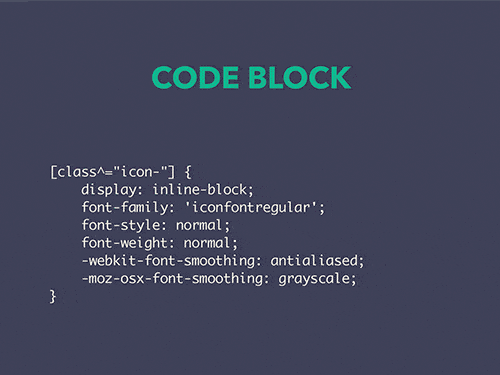 CODE BLOCK
[class^="icon-"] {
    display: inline-block;
    font-family: 'iconfontregular';
    font-style: normal;
    font-weight: normal;
    -webkit-font-smoothing: antialiased;
    -moz-osx-font-smoothing: grayscale;
}